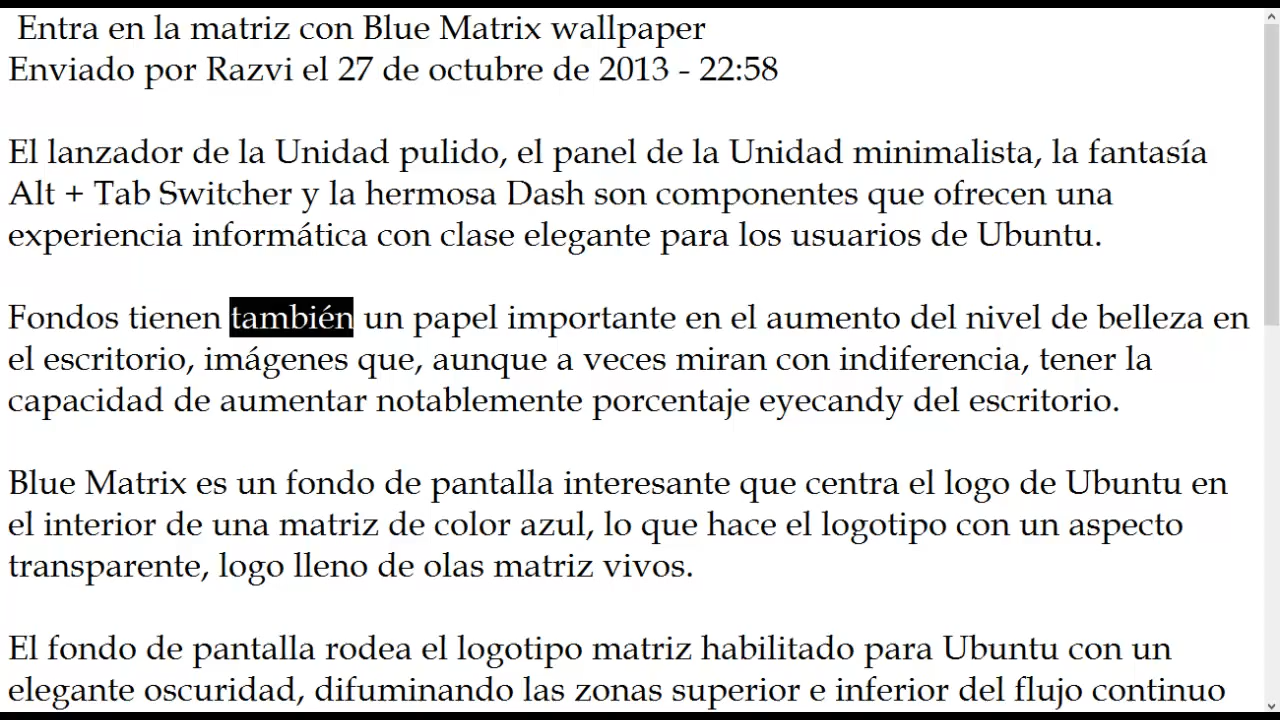 Entra en la matriz con Blue Matrix wallpaper
Enviado por Razvi el 27 de octubre de 2013 - 22:58
El lanzador de la Unidad pulido, el panel de la Unidad minimalista, la fantasía
Alt + Tab Switcher y la hermosa Dash son componentes que ofrecen una
experiencia informática con clase elegante para los usuarios de Ubuntu.
Fondos tienen también un papel importante en el aumento del nivel de belleza en
el escritorio, imágenes que, aunque a veces miran con indiferencia, tener la
capacidad de aumentar notablemente porcentaje eyecandy del escritorio.
Blue Matrix es un fondo de pantalla interesante que centra el logo de Ubuntu en
el interior de una matriz de color azul, lo que hace el logotipo con un aspecto
transparente, logo lleno de olas matriz vivos.
El fondo de pantalla rodea el logotipo matriz habilitado para Ubuntu con un
elegante oscuridad, difuminando las zonas superior e inferior del flujo continuo